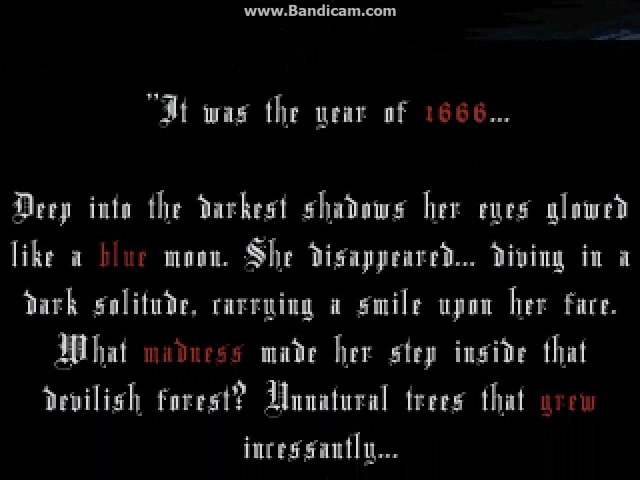 www.Bandicam.com
"It was the year of 1666...
Deep into the darkest shadows her eyes glowed
like a blue moon. She disappeared... diving in a
dark solitude, carrying a smile upon her face.
What madness made her step inside that
devilish forest? Unnatural trees that grew
incessantly...